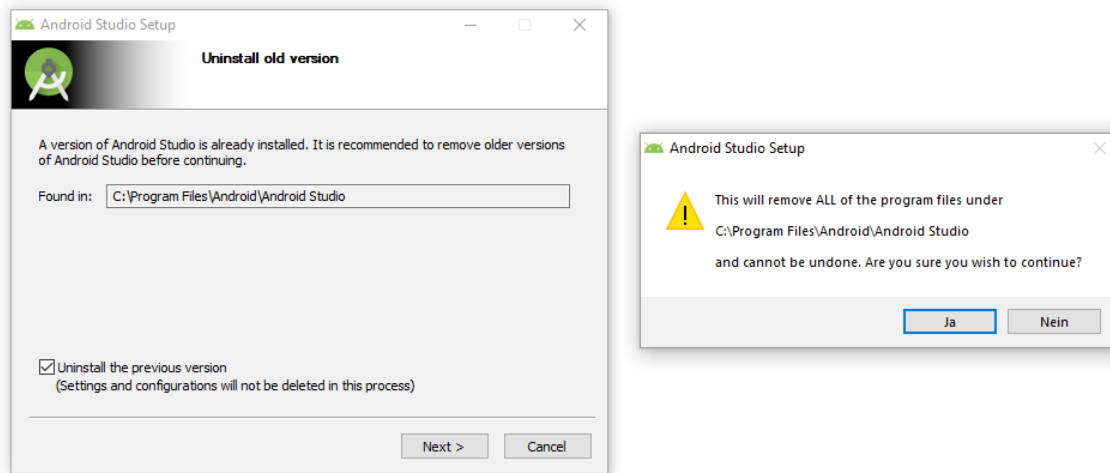 Android Studio Setup
Uninstall old version
A version of Android Studio is already installed. It is recommended to remove older versions
of Android Studio before continuing.
Found in: C:\Program Files\Android\Android Studio
Uninstall the previous version
(Settings and configurations will not be deleted in this process)
Next >
Cancel
Android Studio Setup
This will remove ALL of the program files under
C:\Program Files\Android\Android Studio
and cannot be undone. Are you sure you wish to continue?
Ja
Nein